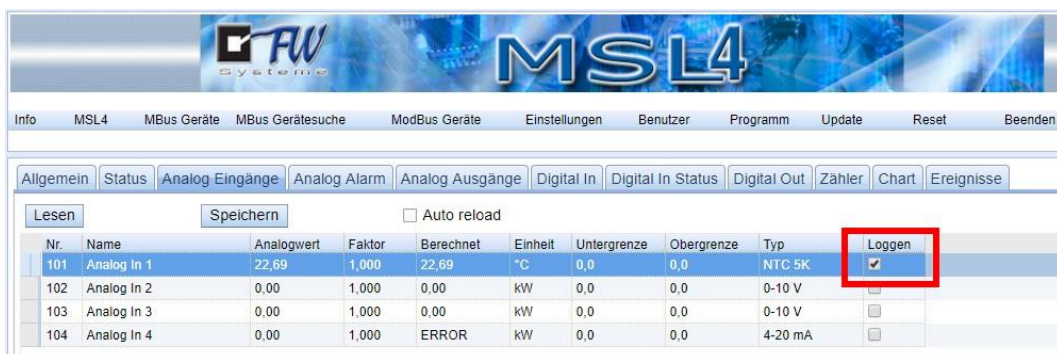 FW
Systeme
MSL4
Info MSL4 MBus Geräte MBus Gerätesuche ModBus Geräte Einstellungen Benutzer Programm Update Reset Beenden
Allgemein Status Analog Eingänge Analog Alarm Analog Ausgänge Digital In Digital In Status Digital Out Zähler Chart Ereignisse
Lesen Speichern Auto reload
Nr. Name Analogwert Faktor Berechnet Einheit Untergrenze Obergrenze Typ Loggen
101 Analog In 1 22,69 1,000 22,69 °C 0,0 0,0 NTC 5K
102 Analog In 2 0,00 1,000 0,00 kW 0,0 0,0 0-10 V
103 Analog In 3 0,00 1,000 0,00 kW 0,0 0,0 0-10 V
104 Analog In 4 0,00 1,000 ERROR kW 0,0 0,0 4-20 mA